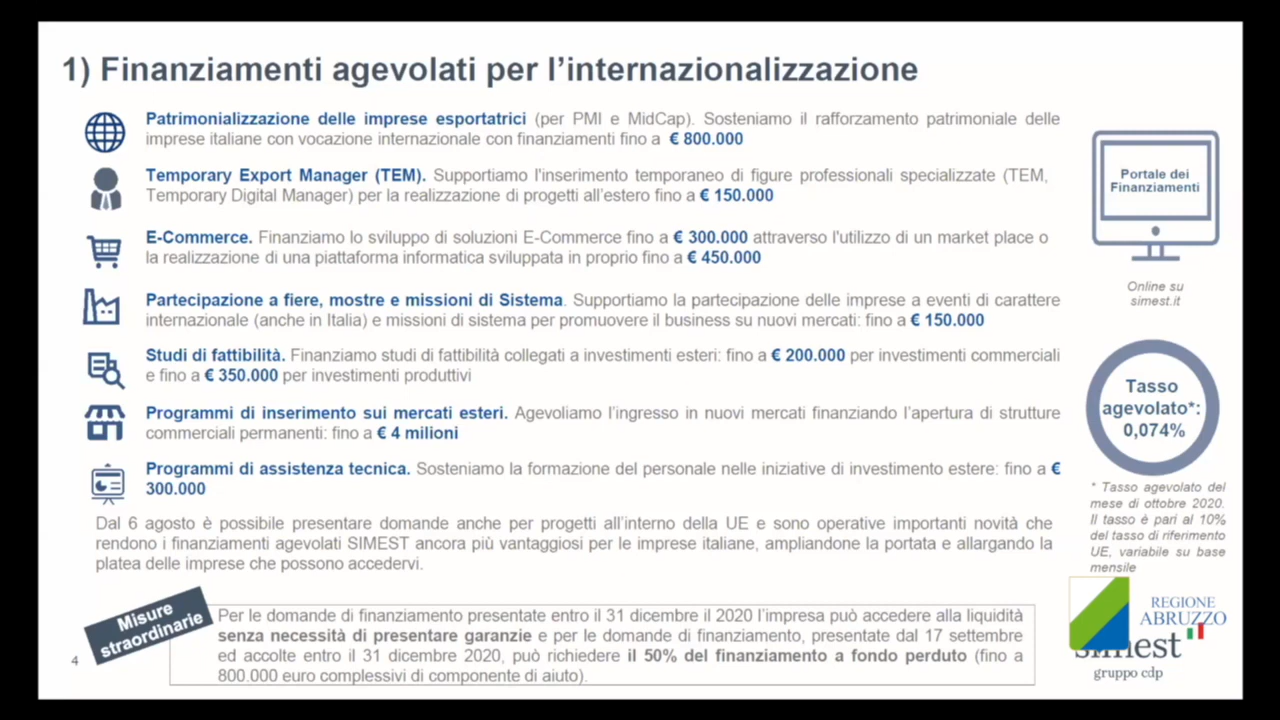 1) Finanziamenti agevolati per l’internazionalizzazione
Patrimonializzazione delle imprese esportatrici (per PMI e MidCap). Sosteniamo il rafforzamento patrimoniale delle
imprese italiane con vocazione internazionale con finanziamenti fino a € 800.000
Temporary Export Manager (TEM). Supportiamo l'inserimento temporaneo di figure professionali specializzate (TEM,
Temporary Digital Manager) per la realizzazione di progetti all’estero fino a € 150.000
E-Commerce. Finanziamo lo sviluppo di soluzioni E-Commerce fino a € 300.000 attraverso l'utilizzo di un market place o
la realizzazione di una piattaforma informatica sviluppata in proprio fino a € 450.000
Partecipazione a fiere, mostre e missioni di Sistema. Supportiamo la partecipazione delle imprese a eventi di carattere
internazionale (anche in Italia) e missioni di sistema per promuovere il business su nuovi mercati: fino a € 150.000
Studi di fattibilità. Finanziamo studi di fattibilità collegati a investimenti esteri: fino a € 200.000 per investimenti commerciali
e fino a € 350.000 per investimenti produttivi
Programmi di inserimento sui mercati esteri. Agevoliamo l’ingresso in nuovi mercati finanziando l’apertura di strutture
commerciali permanenti: fino a € 4 milioni
Programmi di assistenza tecnica. Sosteniamo la formazione del personale nelle iniziative di investimento estere: fino a €
300.000
Dal 6 agosto è possibile presentare domande anche per progetti all’interno della UE e sono operative importanti novità che
rendono i finanziamenti agevolati SIMEST ancora più vantaggiosi per le imprese italiane, ampliandone la portata e allargando la
platea delle imprese che possono accedervi.
Misure
straordinarie
Per le domande di finanziamento presentate entro il 31 dicembre il 2020 l’impresa può accedere alla liquidità
senza necessità di presentare garanzie e per le domande di finanziamento, presentate dal 17 settembre
ed accolte entro il 31 dicembre 2020, può richiedere il 50% del finanziamento a fondo perduto (fino a
800.000 euro complessivi di componente di aiuto).
4
Portale dei
Finanziamenti
Online su
simest.it
Tasso
agevolato*:
0,074%
* Tasso agevolato del
mese di ottobre 2020.
Il tasso è pari al 10%
del tasso di riferimento
UE, variabile su base
mensile
REGIONE
ABRUZZO
simest
gruppo cdp